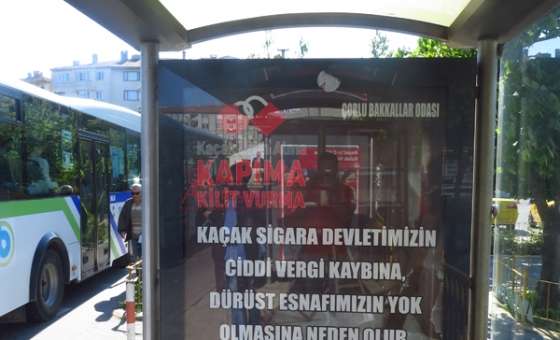 ÇORLU BAKKALLAR ODASI
Kaçak
KAPIMA
KİLİT VURMA
KAÇAK SİGARA DEVLETİMİZİN
CİDDİ VERGİ KAYBINA,
DÜRÜST ESNAFIMIZIN YOK
OLMASINA NEDEN OLUR